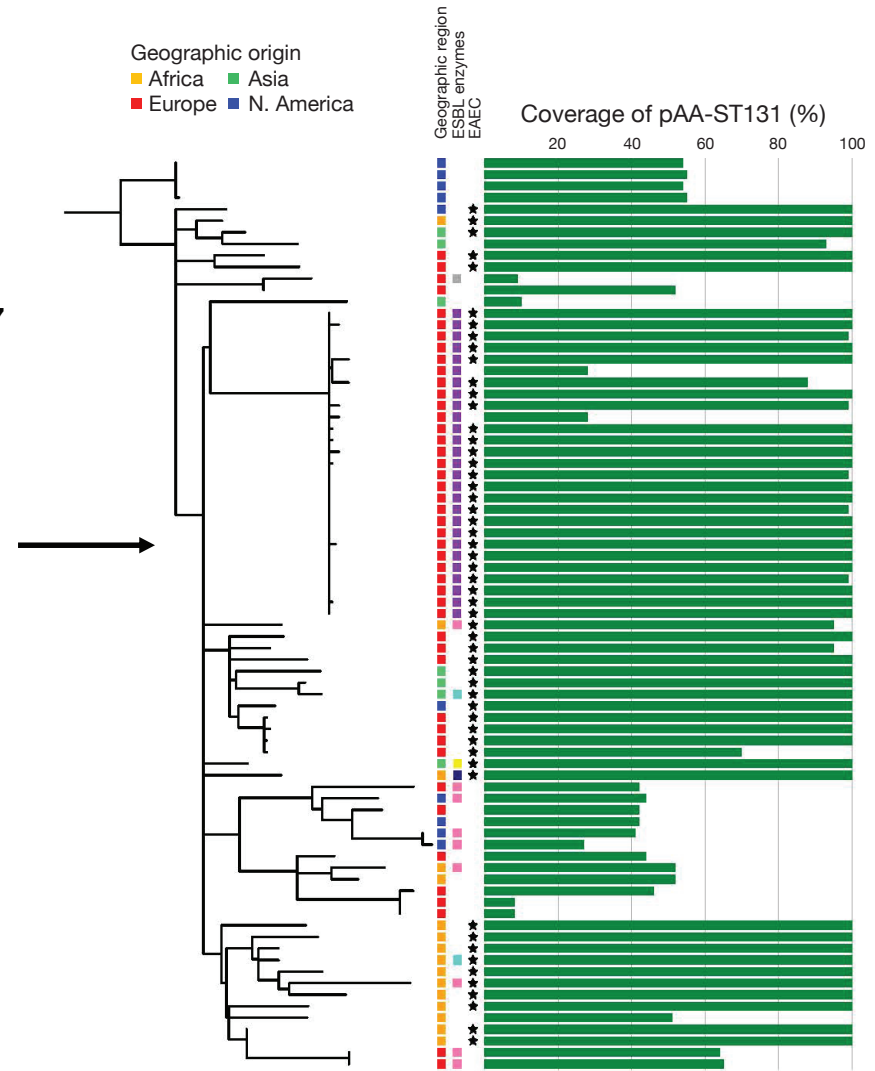 Geographic origin
Africa
Asia
Europe
N. America
Geographic region
ESBL enzymes
EAEC
Coverage of pAA-ST131 (%)
20 40 60 80 100